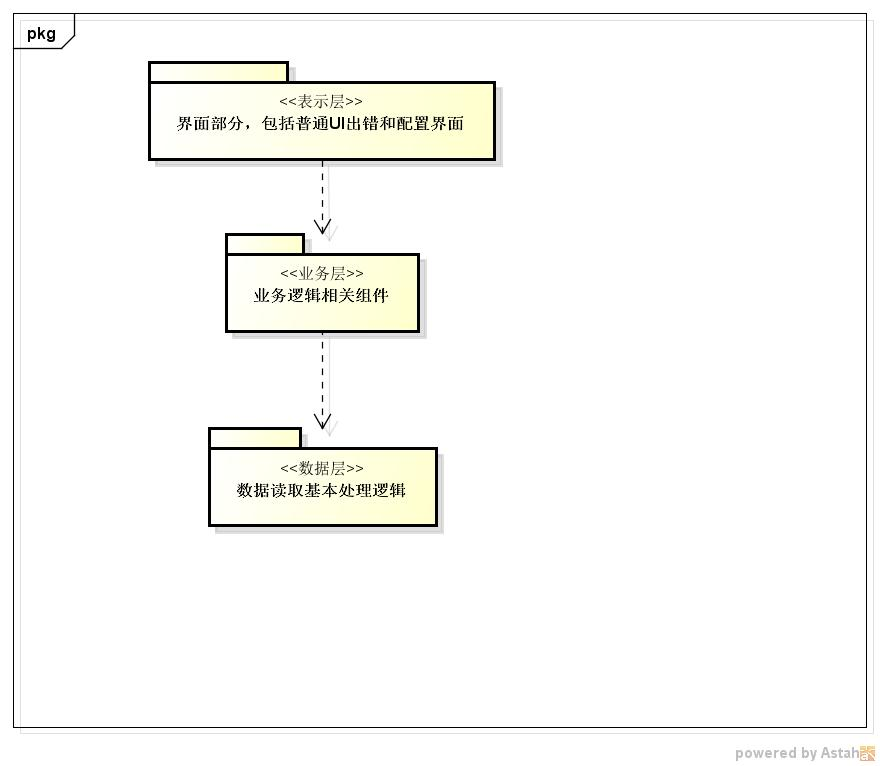 pkg
<<表示层>>
界面部分，包括普通UI出错和配置界面
<<业务层>>
业务逻辑相关组件
<<数据层>>
数据读取基本处理逻辑
powered by Astah